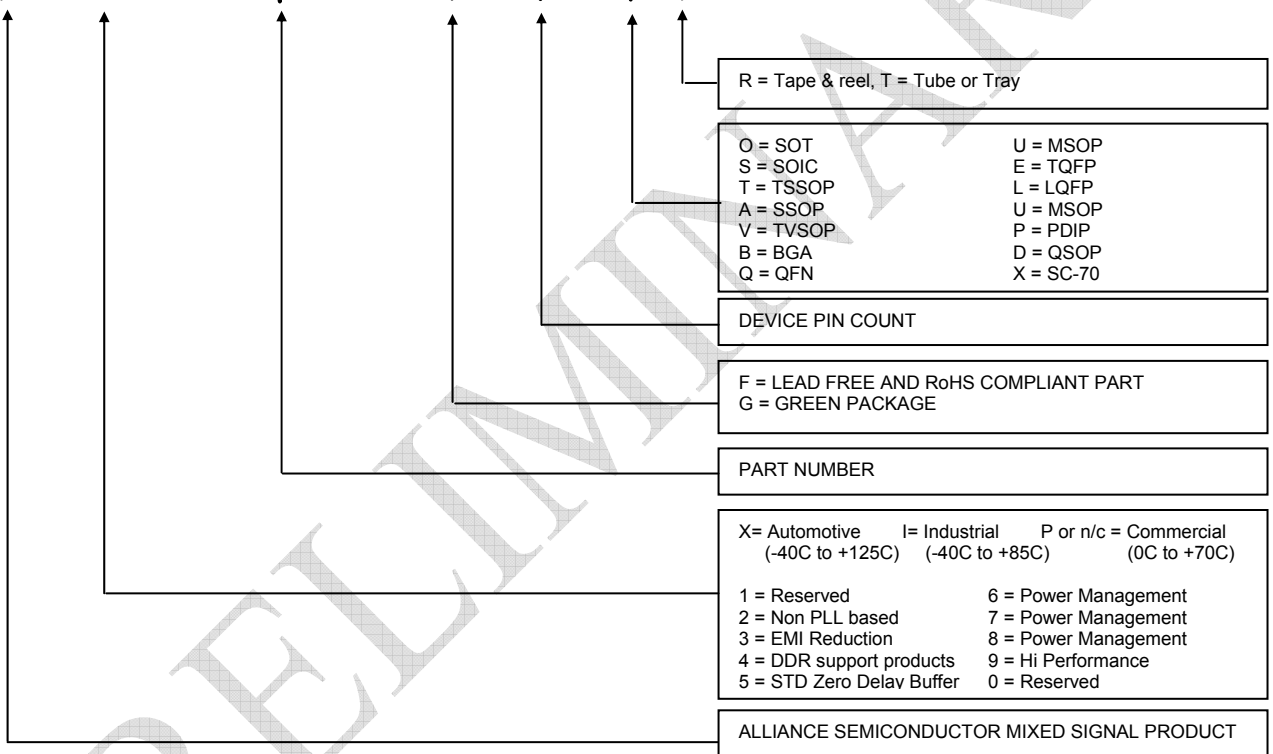 R = Tape & reel, T = Tube or Tray
O = SOT U = MSOP
S = SOIC E = TQFP
T = TSSOP L = LQFP
A = SSOP U = MSOP
V = TVSOP P = PDIP
B = BGA D = QSOP
Q = QFN X = SC-70
DEVICE PIN COUNT
F = LEAD FREE AND RoHS COMPLIANT PART
G = GREEN PACKAGE
PART NUMBER
X= Automotive I= Industrial P or n/c = Commercial
(-40C to +125C) (-40C to +85C) (0C to +70C)
1 = Reserved 6 = Power Management
2 = Non PLL based 7 = Power Management
3 = EMI Reduction 8 = Power Management
4 = DDR support products 9 = Hi Performance
5 = STD Zero Delay Buffer 0 = Reserved
ALLIANCE SEMICONDUCTOR MIXED SIGNAL PRODUCT